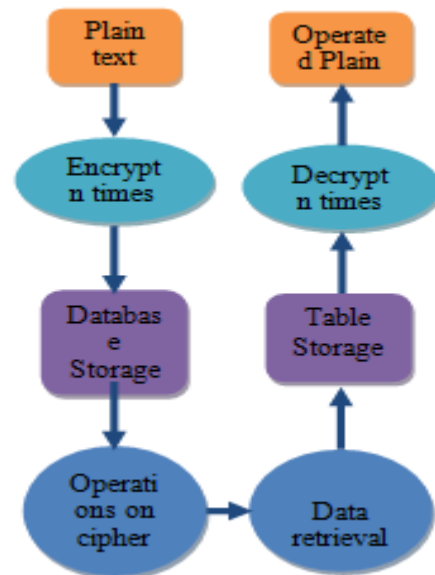 Plain
text
Encrypt
n times
Databas
e
Storage
Operati
ons on
cipher
Data
retrieval
Table
Storage
Decrypt
n times
Operate
d Plain